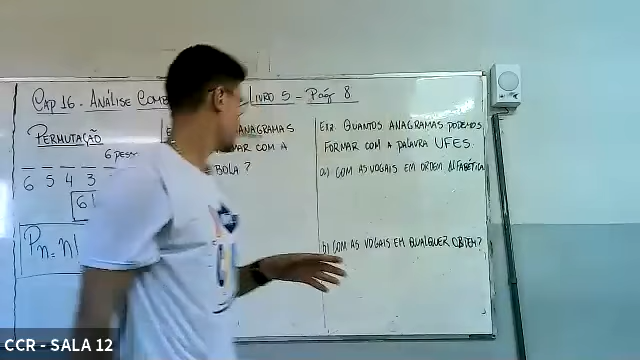 CAP 16. ANÁLISE COMB LIVRO 5 - Pág 8
PERMUTAÇÃO
6 PESS
6 5 4 3
6!
Pn = n!
ANAGRAMAS
COM A
BOLA?
EX2 QUANTOS ANAGRAMAS PODEMOS
FORMAR COM A PALAVRA UFES.
a) COM AS VOGAIS EM ORDEM ALFABÉTICA
b) COM AS VOGAIS EM QUALQUER ORDEM?
CCR - SALA 12